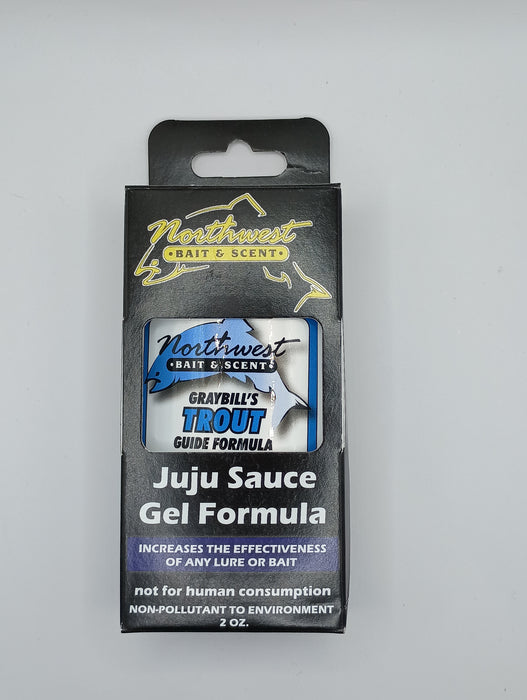 Northwest
• BAIT & SCENT •
Northwest
• BAIT & SCENT •
GRAYBILL'S
TROUT
GUIDE FORMULA
Juju Sauce
Gel Formula
INCREASES THE EFFECTIVENESS
OF ANY LURE OR BAIT
not for human consumption
NON-POLLUTANT TO ENVIRONMENT
2 OZ.